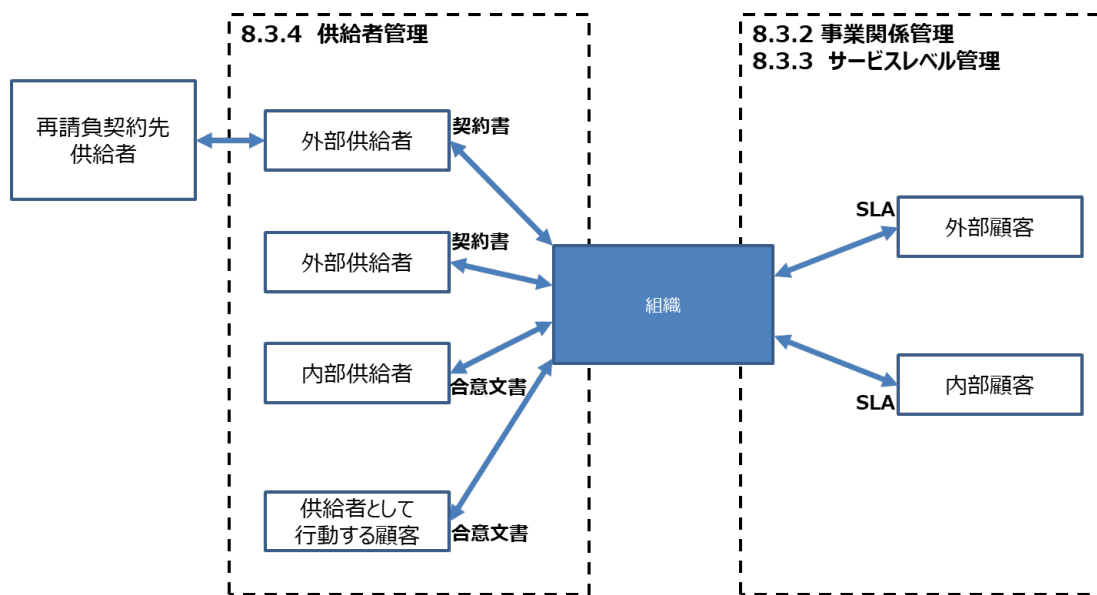 8.3.4 供給者管理
8.3.2 事業関係管理
8.3.3 サービスレベル管理
再請負契約先
供給者
外部供給者
契約書
外部供給者
契約書
内部供給者
合意文書
供給者として
行動する顧客
合意文書
組織
SLA
外部顧客
SLA
内部顧客